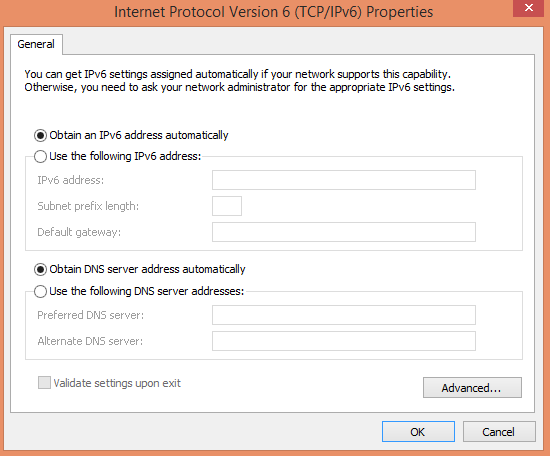 Internet Protocol Version 6 (TCP/IPv6) Properties
General
You can get IPv6 settings assigned automatically if your network supports this capability.
Otherwise, you need to ask your network administrator for the appropriate IPv6 settings.
Obtain an IPv6 address automatically
Use the following IPv6 address:
IPv6 address:
Subnet prefix length:
Default gateway:
Obtain DNS server address automatically
Use the following DNS server addresses:
Preferred DNS server:
Alternate DNS server:
Validate settings upon exit
Advanced...
OK
Cancel